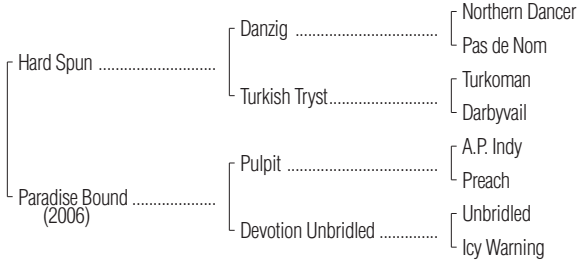 Northern Dancer
Danzig ........................................
Pas de Nom
Hard Spun .................................
Turkoman
Turkish Tryst..............................
Darbyvail
A.P. Indy
Pulpit ..........................................
Preach
Paradise Bound .......................
(2006)
Unbridled
Devotion Unbridled .................
Icy Warning